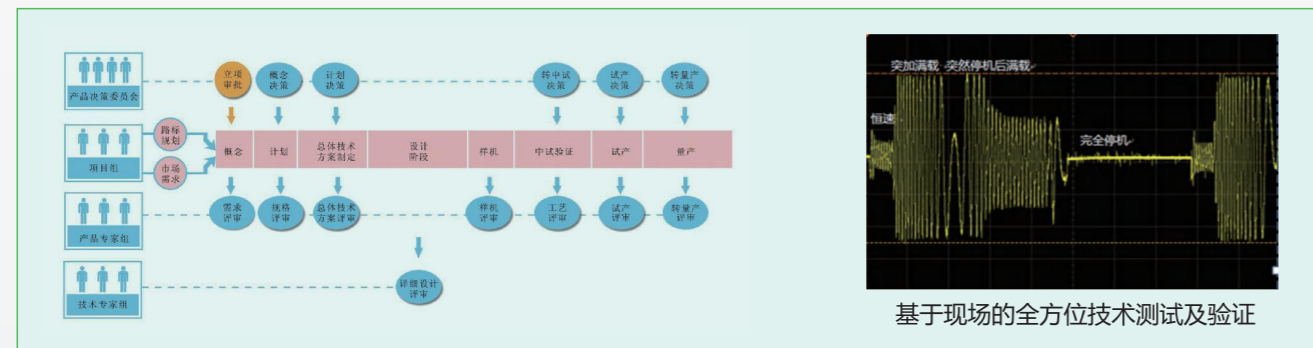 产品决策委员会
立项
审批
概念
决策
计划
决策
转中试
决策
试产
决策
转量产
决策
项目组
路标
规划
市场
需求
概念
计划
总体技术
方案制定
设计
阶段
样机
中试验证
试产
量产
产品专家组
需求
评审
规格
评审
总体技术
方案评审
样机
评审
工艺
评审
试产
评审
转量产
评审
技术专家组
详细设计
评审
突加满载 突然停机后满载
恒速
完全停机
基于现场的全方位技术测试及验证